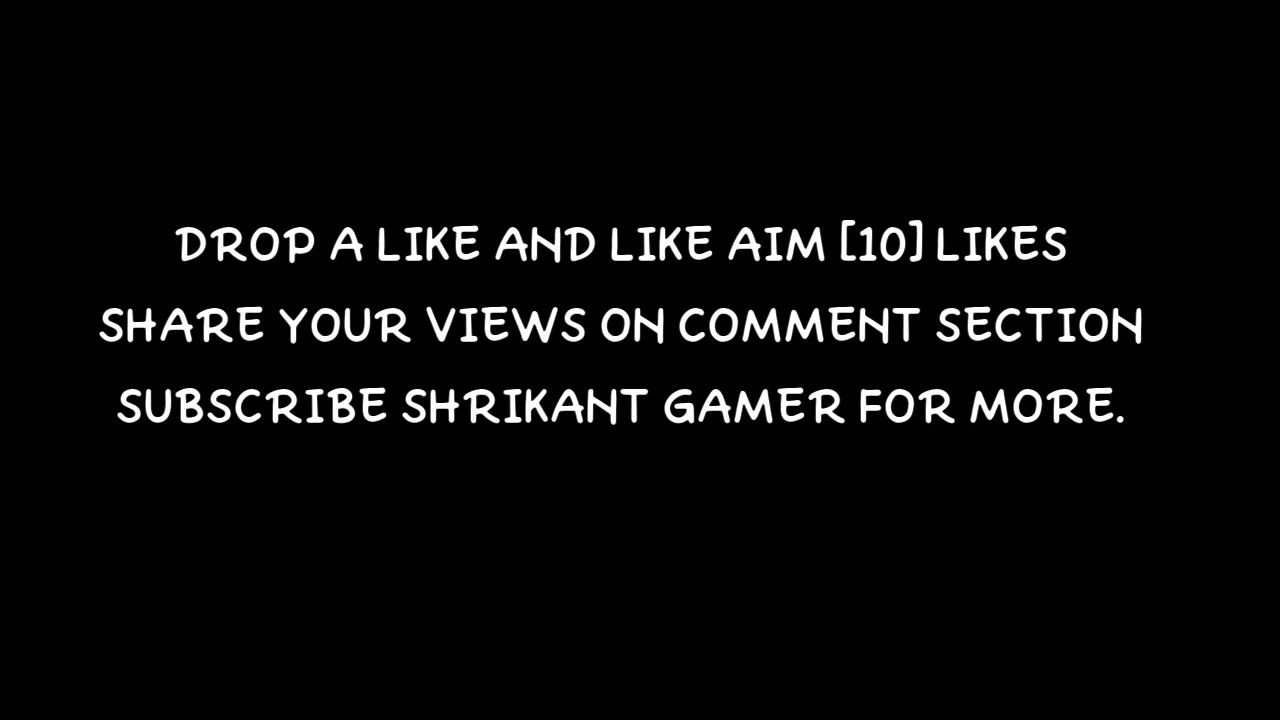 DROP A LIKE AND LIKE AIM [10] LIKES
SHARE YOUR VIEWS ON COMMENT SECTION
SUBSCRIBE SHRIKANT GAMER FOR MORE.